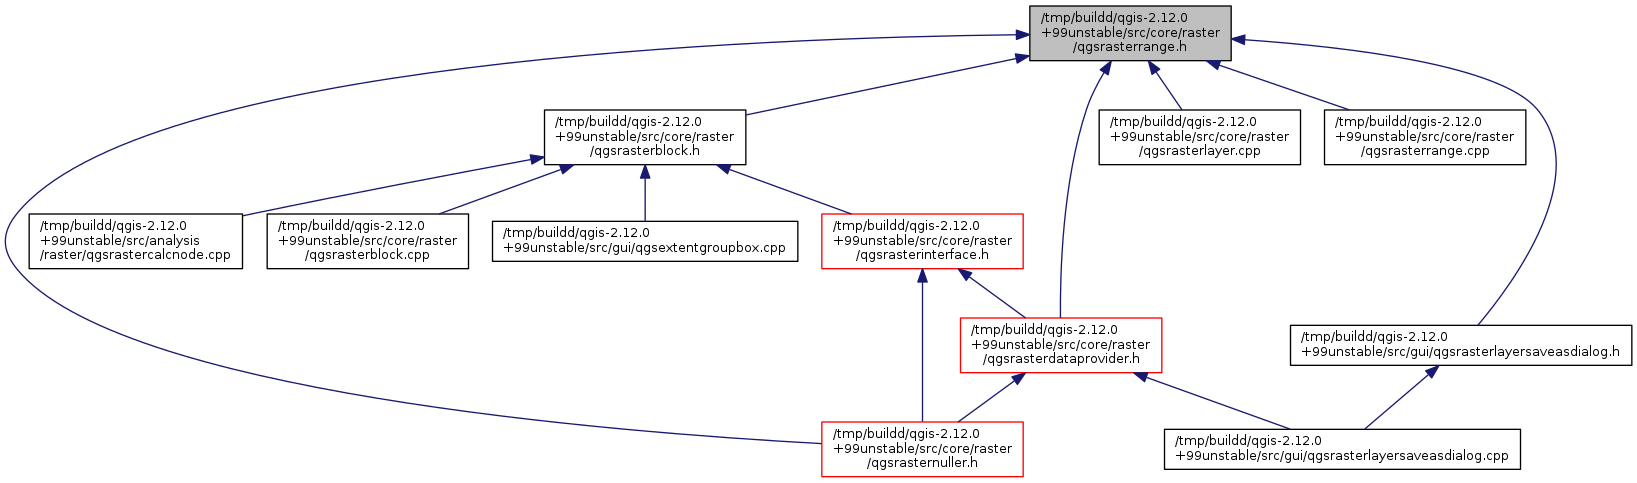 /tmp/buildd/qgis-2.12.0
+99unstable/src/core/raster
/qgsrasterrange.h
/tmp/buildd/qgis-2.12.0
+99unstable/src/core/raster
/qgsrasterblock.h
/tmp/buildd/qgis-2.12.0
+99unstable/src/core/raster
/qgsrasterlayer.cpp
/tmp/buildd/qgis-2.12.0
+99unstable/src/core/raster
/qgsrasterrange.cpp
/tmp/buildd/qgis-2.12.0
+99unstable/src/analysis
/raster/qgsrastercalcnode.cpp
/tmp/buildd/qgis-2.12.0
+99unstable/src/core/raster
/qgsrasterblock.cpp
/tmp/buildd/qgis-2.12.0
+99unstable/src/gui/qgsextentgroupbox.cpp
/tmp/buildd/qgis-2.12.0
+99unstable/src/core/raster
/qgsrasterinterface.h
/tmp/buildd/qgis-2.12.0
+99unstable/src/core/raster
/qgsrasterdataprovider.h
/tmp/buildd/qgis-2.12.0
+99unstable/src/gui/qgsrasterlayersaveasdialog.h
/tmp/buildd/qgis-2.12.0
+99unstable/src/core/raster
/qgsrasternuller.h
/tmp/buildd/qgis-2.12.0
+99unstable/src/gui/qgsrasterlayersaveasdialog.cpp